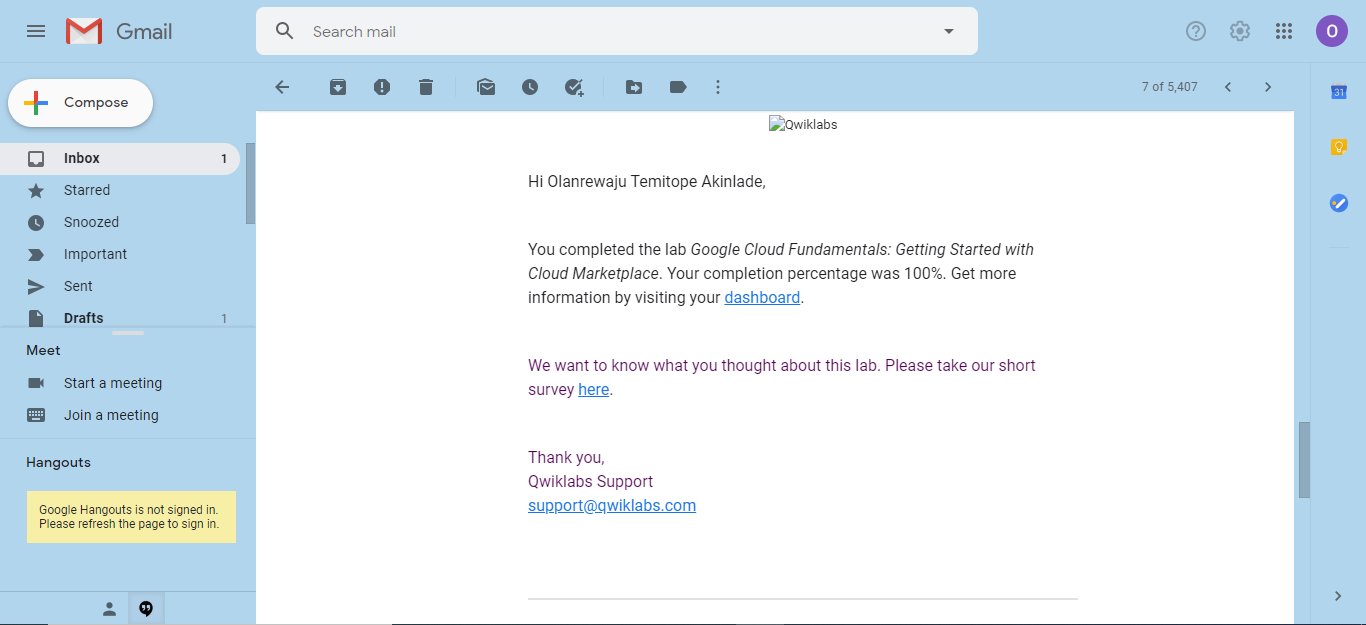 Gmail
Search mail
O
Compose
7 of 5,407
31
Inbox 1
Starred
Snoozed
Important
Sent
Drafts 1
Meet
Start a meeting
Join a meeting
Hangouts
Google Hangouts is not signed in.
Please refresh the page to sign in.
Qwiklabs
Hi Olanrewaju Temitope Akinlade,
You completed the lab Google Cloud Fundamentals: Getting Started with
Cloud Marketplace. Your completion percentage was 100%. Get more
information by visiting your dashboard.
We want to know what you thought about this lab. Please take our short
survey here.
Thank you,
Qwiklabs Support
support@qwiklabs.com